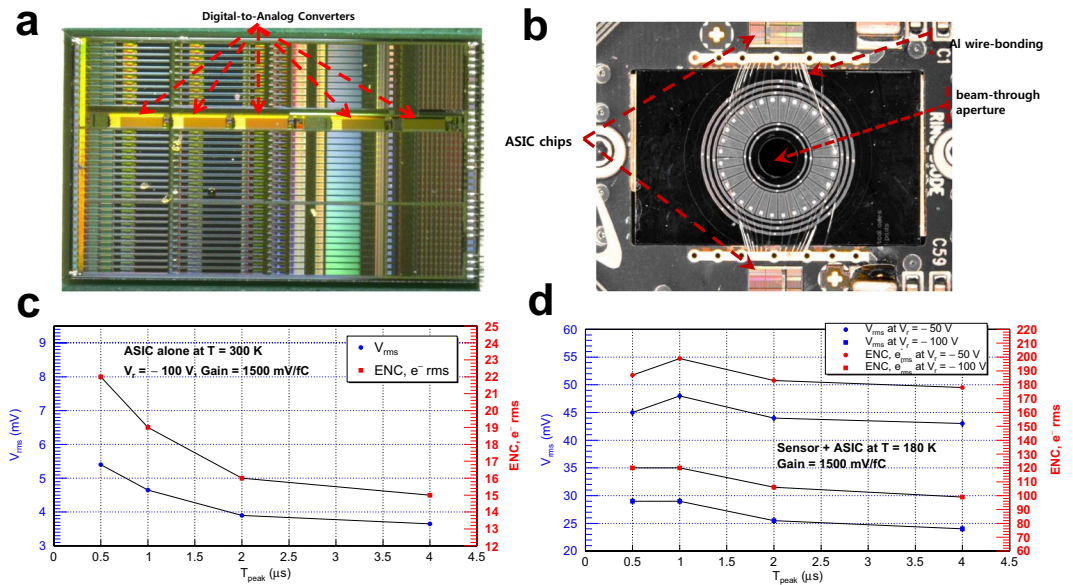 a
Digital-to-Analog Converters
b
Al wire-bonding
beam-through
aperture
ASIC chips
C1
C59
c
ASIC alone at T = 300 K
V_r = − 100 V, Gain = 1500 mV/fC
V_rms
ENC, e⁻ rms
V_rms (mV)
9
8
7
6
5
4
3
ENC, e⁻ rms
25
24
23
22
21
20
19
18
17
16
15
14
13
12
0 0.5 1 1.5 2 2.5 3 3.5 4 4.5
T_peak (μs)
d
V_rms at V_r = − 50 V
V_rms at V_r = − 100 V
ENC, e⁻_rms at V_r = − 50 V
ENC, e⁻_rms at V_r = − 100 V
Sensor + ASIC at T = 180 K
Gain = 1500 mV/fC
V_rms (mV)
60
55
50
45
40
35
30
25
20
ENC, e⁻ rms
220
210
200
190
180
170
160
150
140
130
120
110
100
90
80
70
60
0 0.5 1 1.5 2 2.5 3 3.5 4 4.5
T_peak (μs)